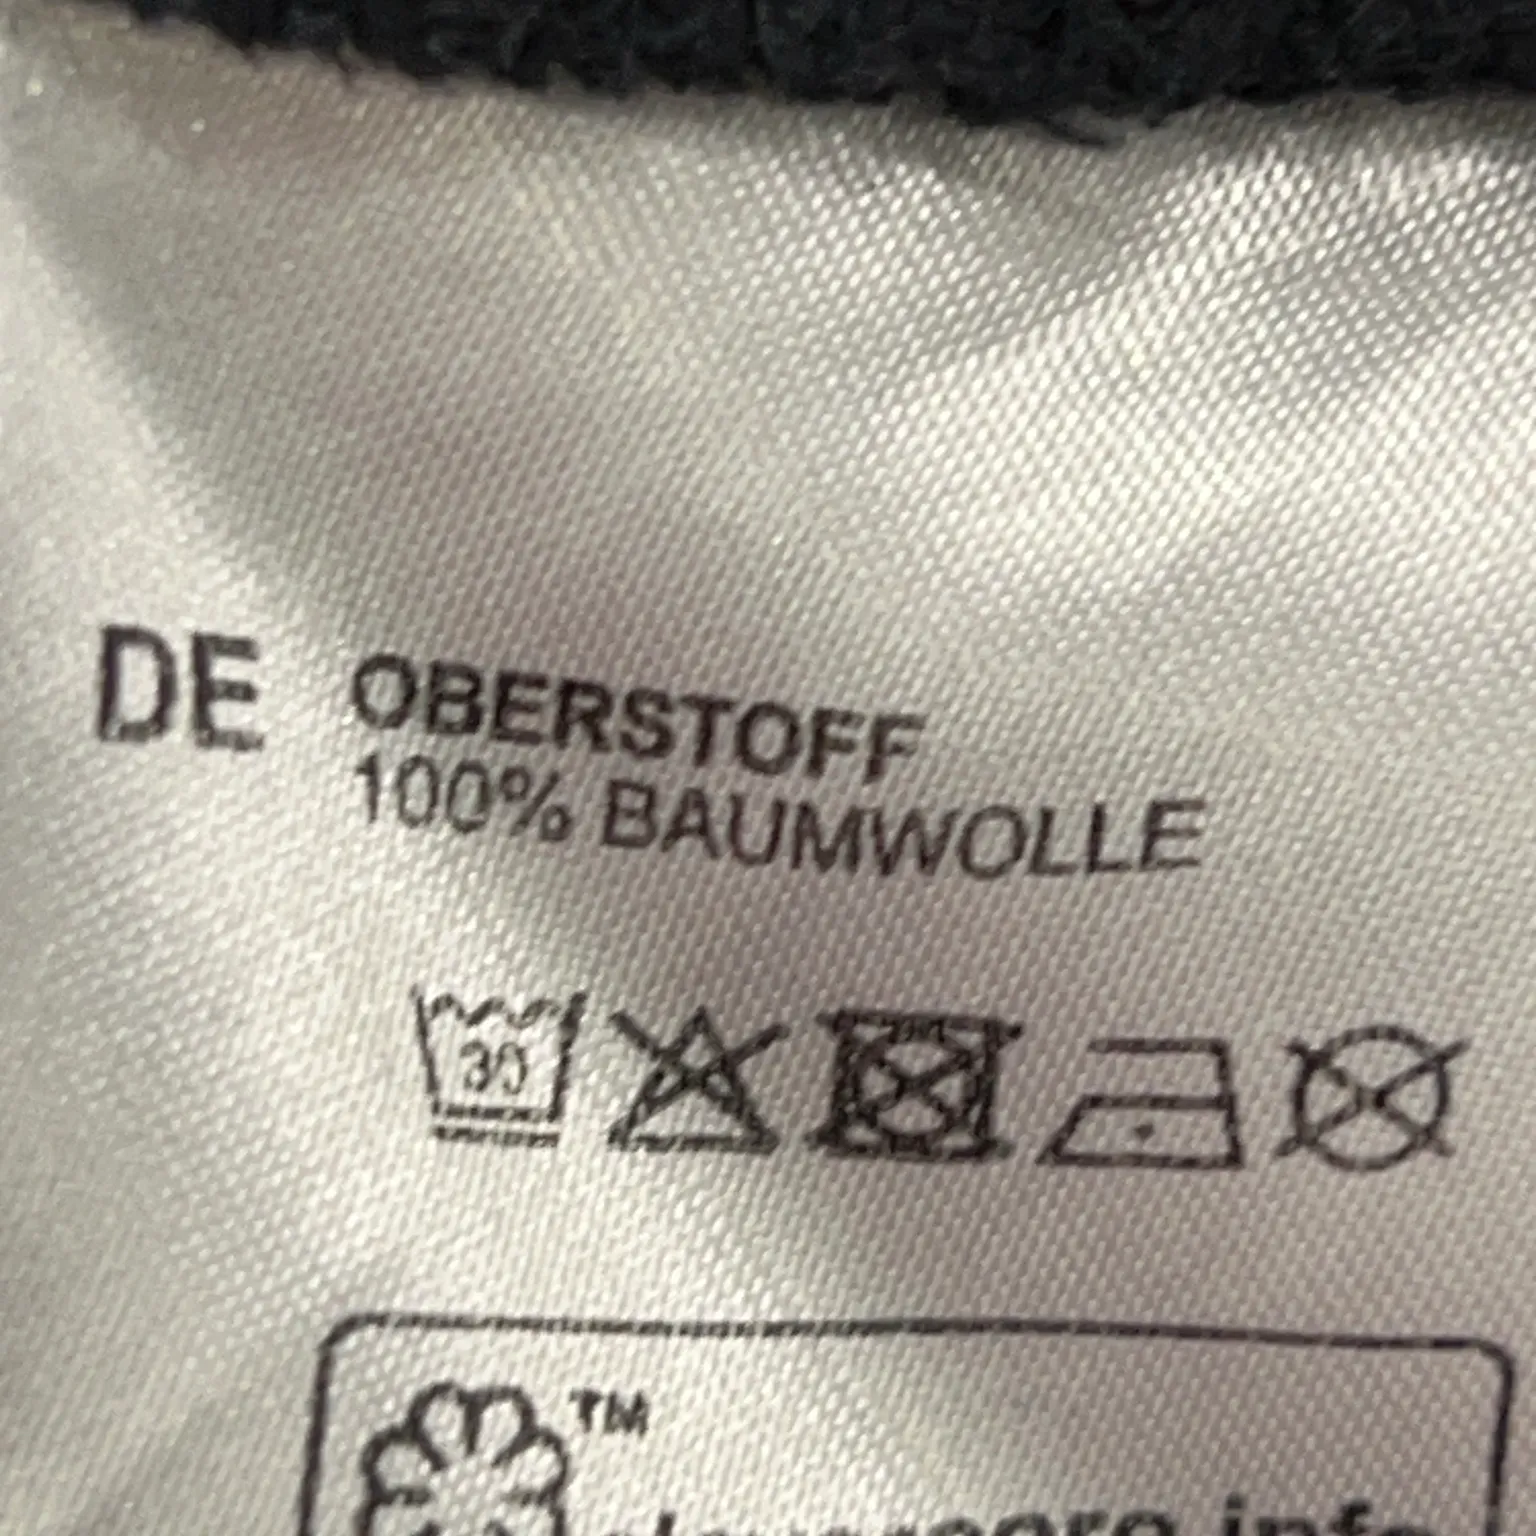 DE OBERSTOFF
100% BAUMWOLLE
30
TM